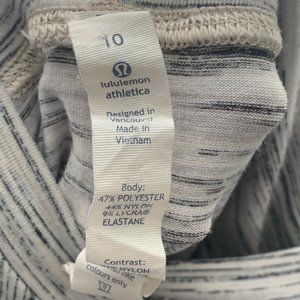 10
lululemon
athletica
Designed in
Vancouver
Made in
Vietnam
Body:
47% POLYESTER
44% NYLON
9% LYCRA®
ELASTANE
Contrast:
NYLON
like
colours only